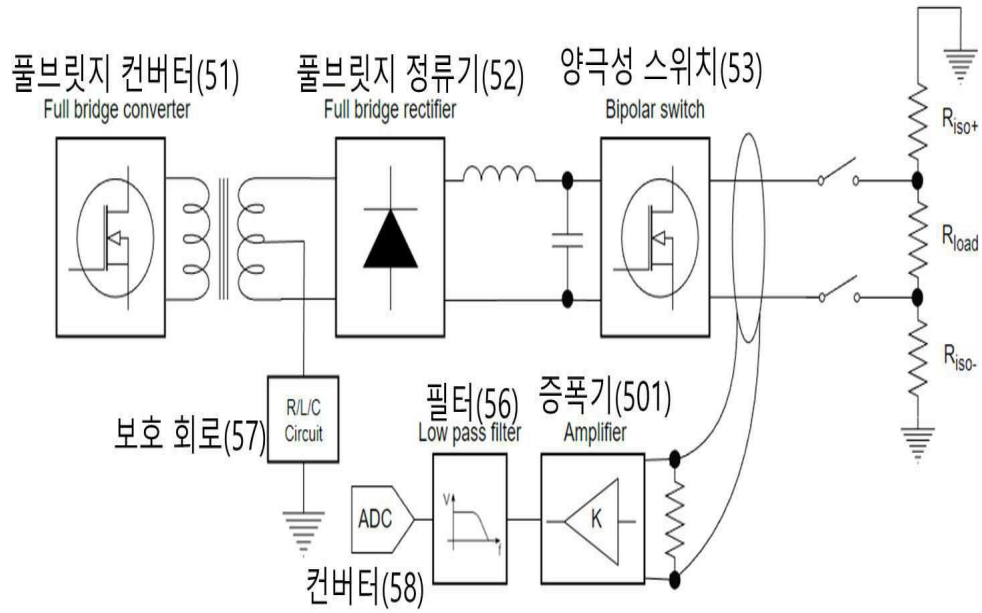 풀브릿지 컨버터(51)
Full bridge converter
풀브릿지 정류기(52)
Full bridge rectifier
양극성 스위치(53)
Bipolar switch
Riso+
Rload
Riso-
보호 회로(57)
R/L/C
Circuit
필터(56)
Low pass filter
증폭기(501)
Amplifier
ADC
V
f
K
컨버터(58)